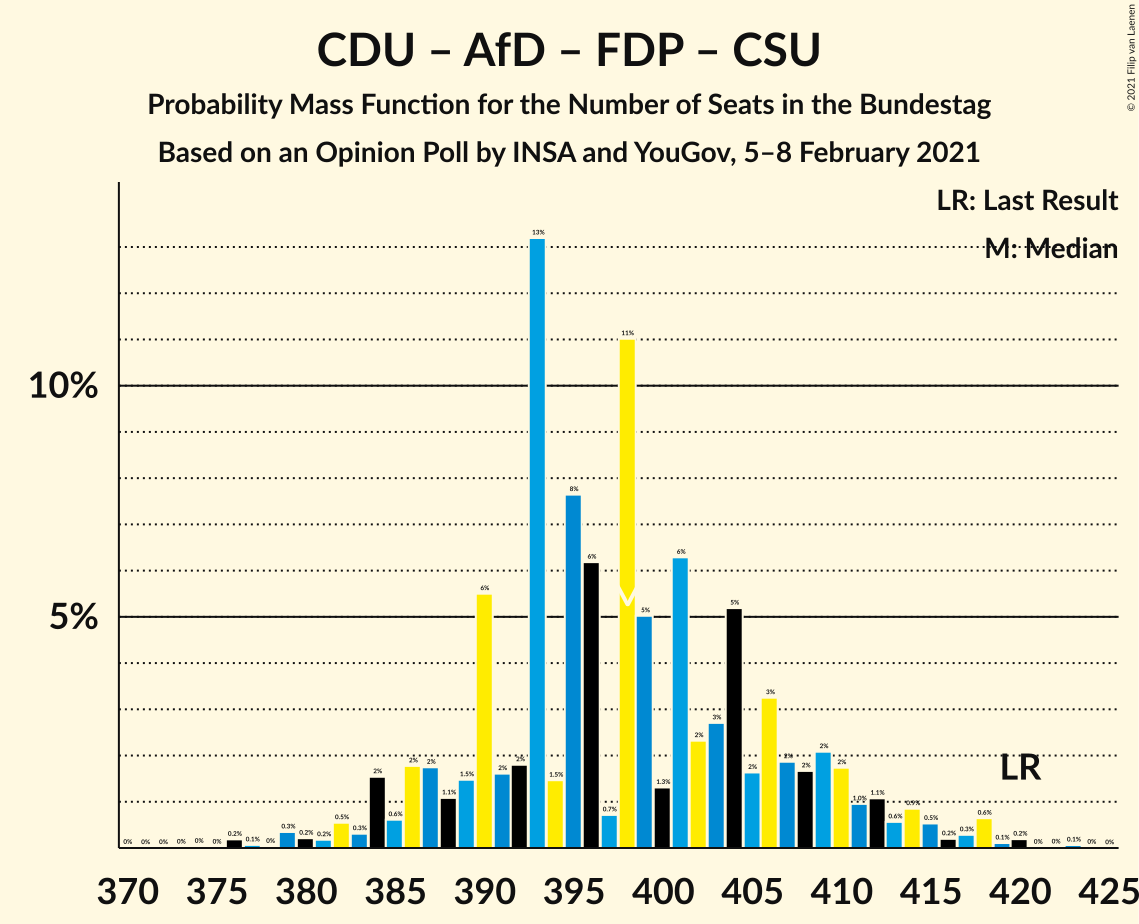 CDU – AfD – FDP – CSU
Probability Mass Function for the Number of Seats in the Bundestag
Based on an Opinion Poll by INSA and YouGov, 5–8 February 2021
© 2021 Filip van Laenen
LR: Last Result
M: Median
10%
5%
0% 0% 0% 0% 0% 0% 0.2% 0.1% 0% 0.3% 0.2% 0.2% 0.5% 0.3% 2% 0.6% 2% 2% 1.1% 1.5% 6% 2% 2% 13% 1.5% 8% 6% 0.7% 11% 5% 1.3% 6% 2% 3% 5% 2% 3% 2% 2% 2% 2% 1.0% 1.1% 0.6% 0.9% 0.5% 0.2% 0.3% 0.6% 0.1% 0.2% 0% 0% 0.1% 0% 0%
M
LR
370 375 380 385 390 395 400 405 410 415 420 425